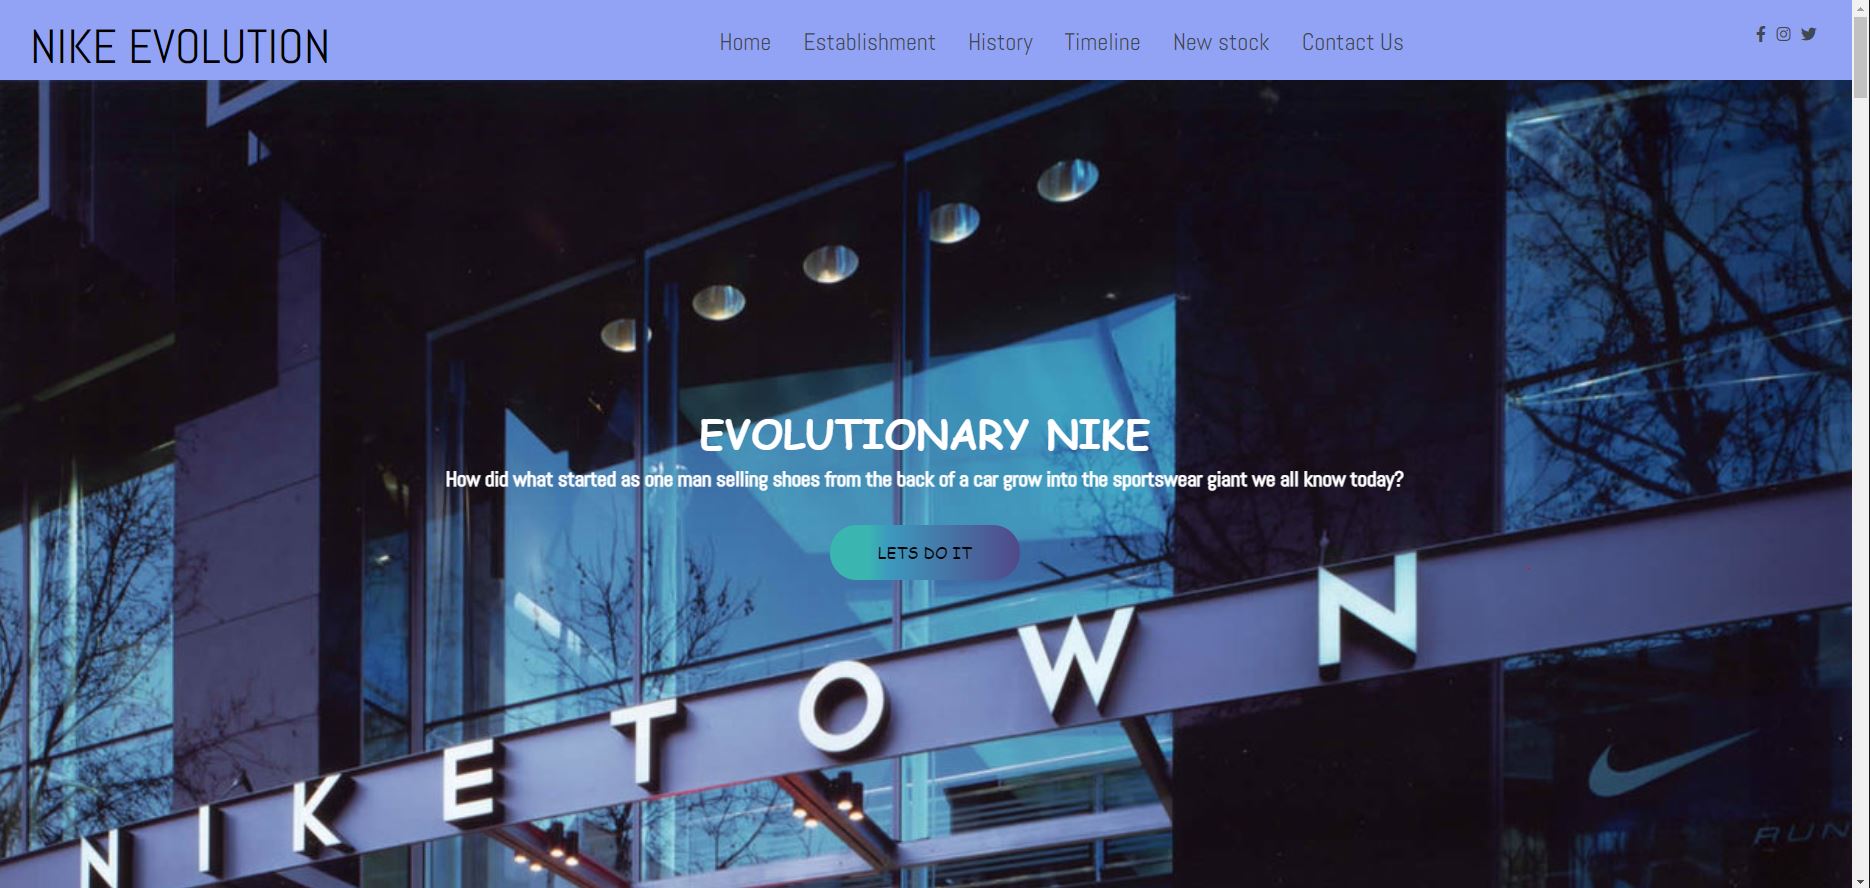 NIKE EVOLUTION
Home Establishment History Timeline New stock Contact Us
EVOLUTIONARY NIKE
How did what started as one man selling shoes from the back of a car grow into the sportswear giant we all know today?
LETS DO IT
NIKETOWN
RUN